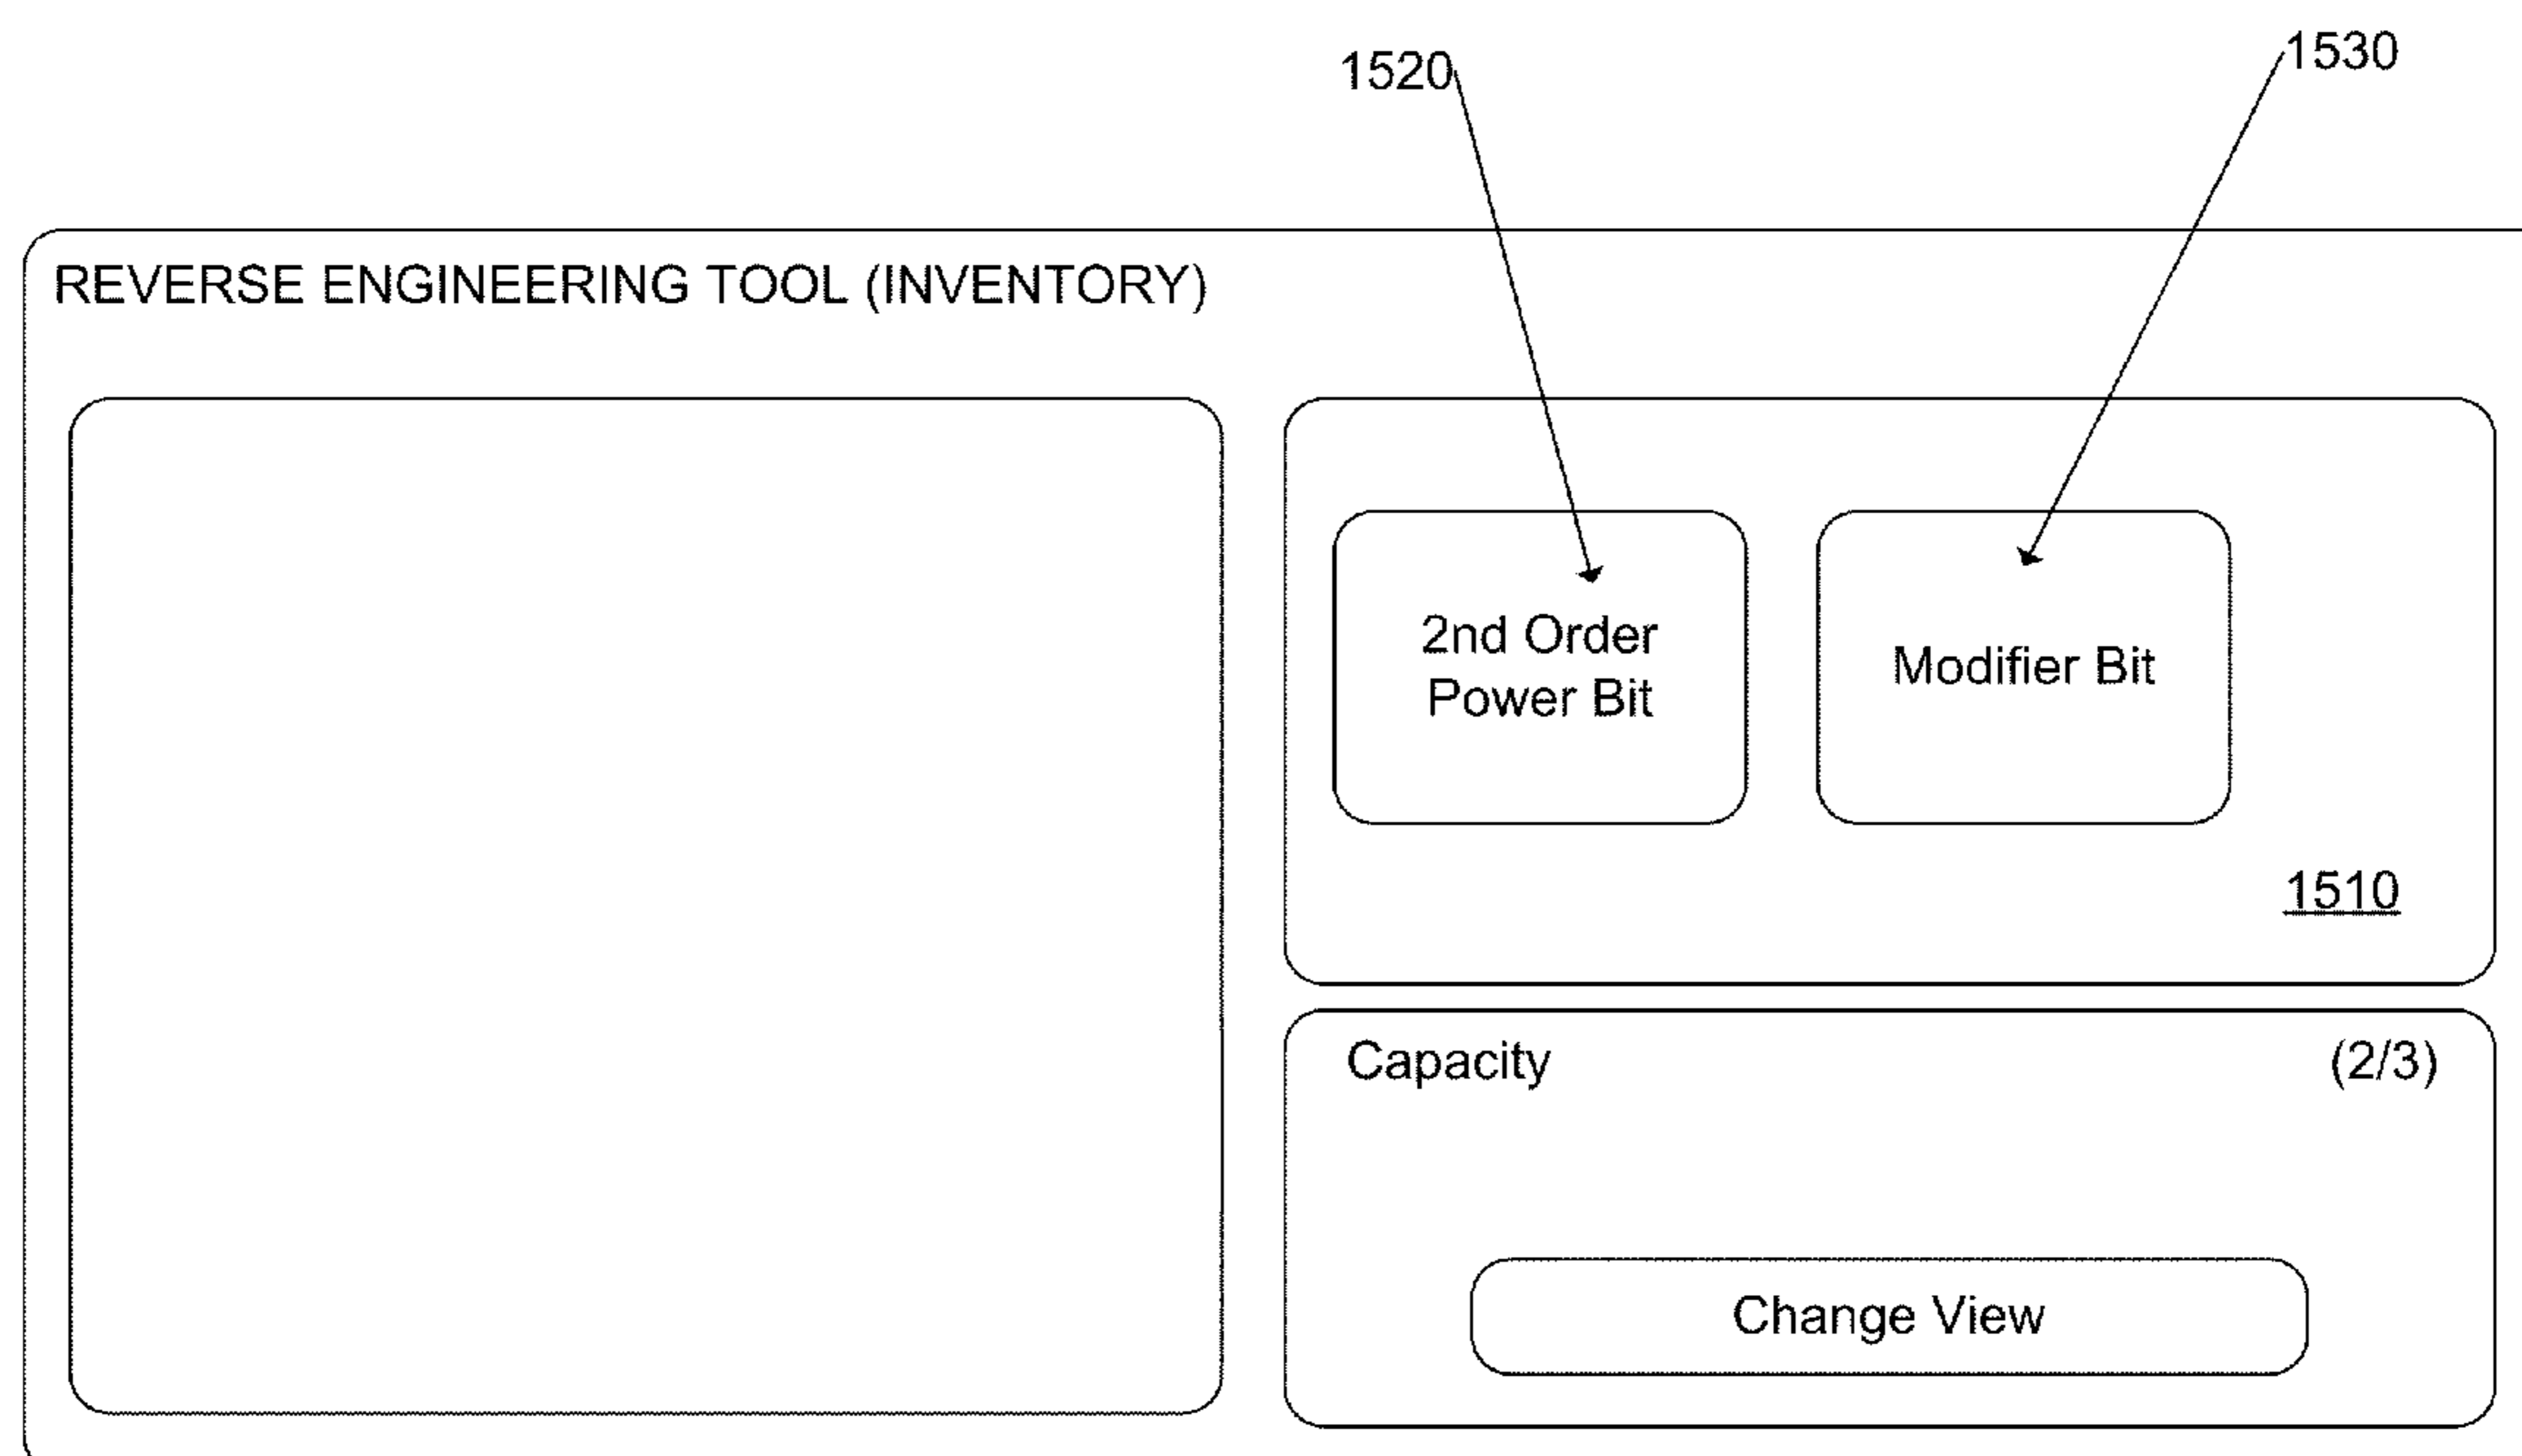 1520
1530
REVERSE ENGINEERING TOOL (INVENTORY)
2nd Order
Power Bit
Modifier Bit
1510
Capacity
(2/3)
Change View